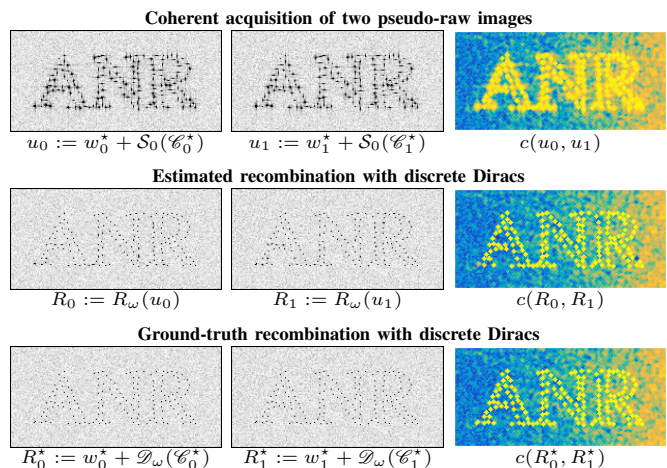 Coherent acquisition of two pseudo-raw images
ANR ANR ANR
u₀ := w₀⋆ + 𝒮₀(𝒞₀⋆) u₁ := w₁⋆ + 𝒮₀(𝒞₁⋆) c(u₀, u₁)
Estimated recombination with discrete Diracs
ANR ANR ANR
R₀ := R_ω(u₀) R₁ := R_ω(u₁) c(R₀, R₁)
Ground-truth recombination with discrete Diracs
ANR ANR ANR
R₀⋆ := w₀⋆ + 𝒟_ω(𝒞₀⋆) R₁⋆ := w₁⋆ + 𝒟_ω(𝒞₁⋆) c(R₀⋆, R₁⋆)